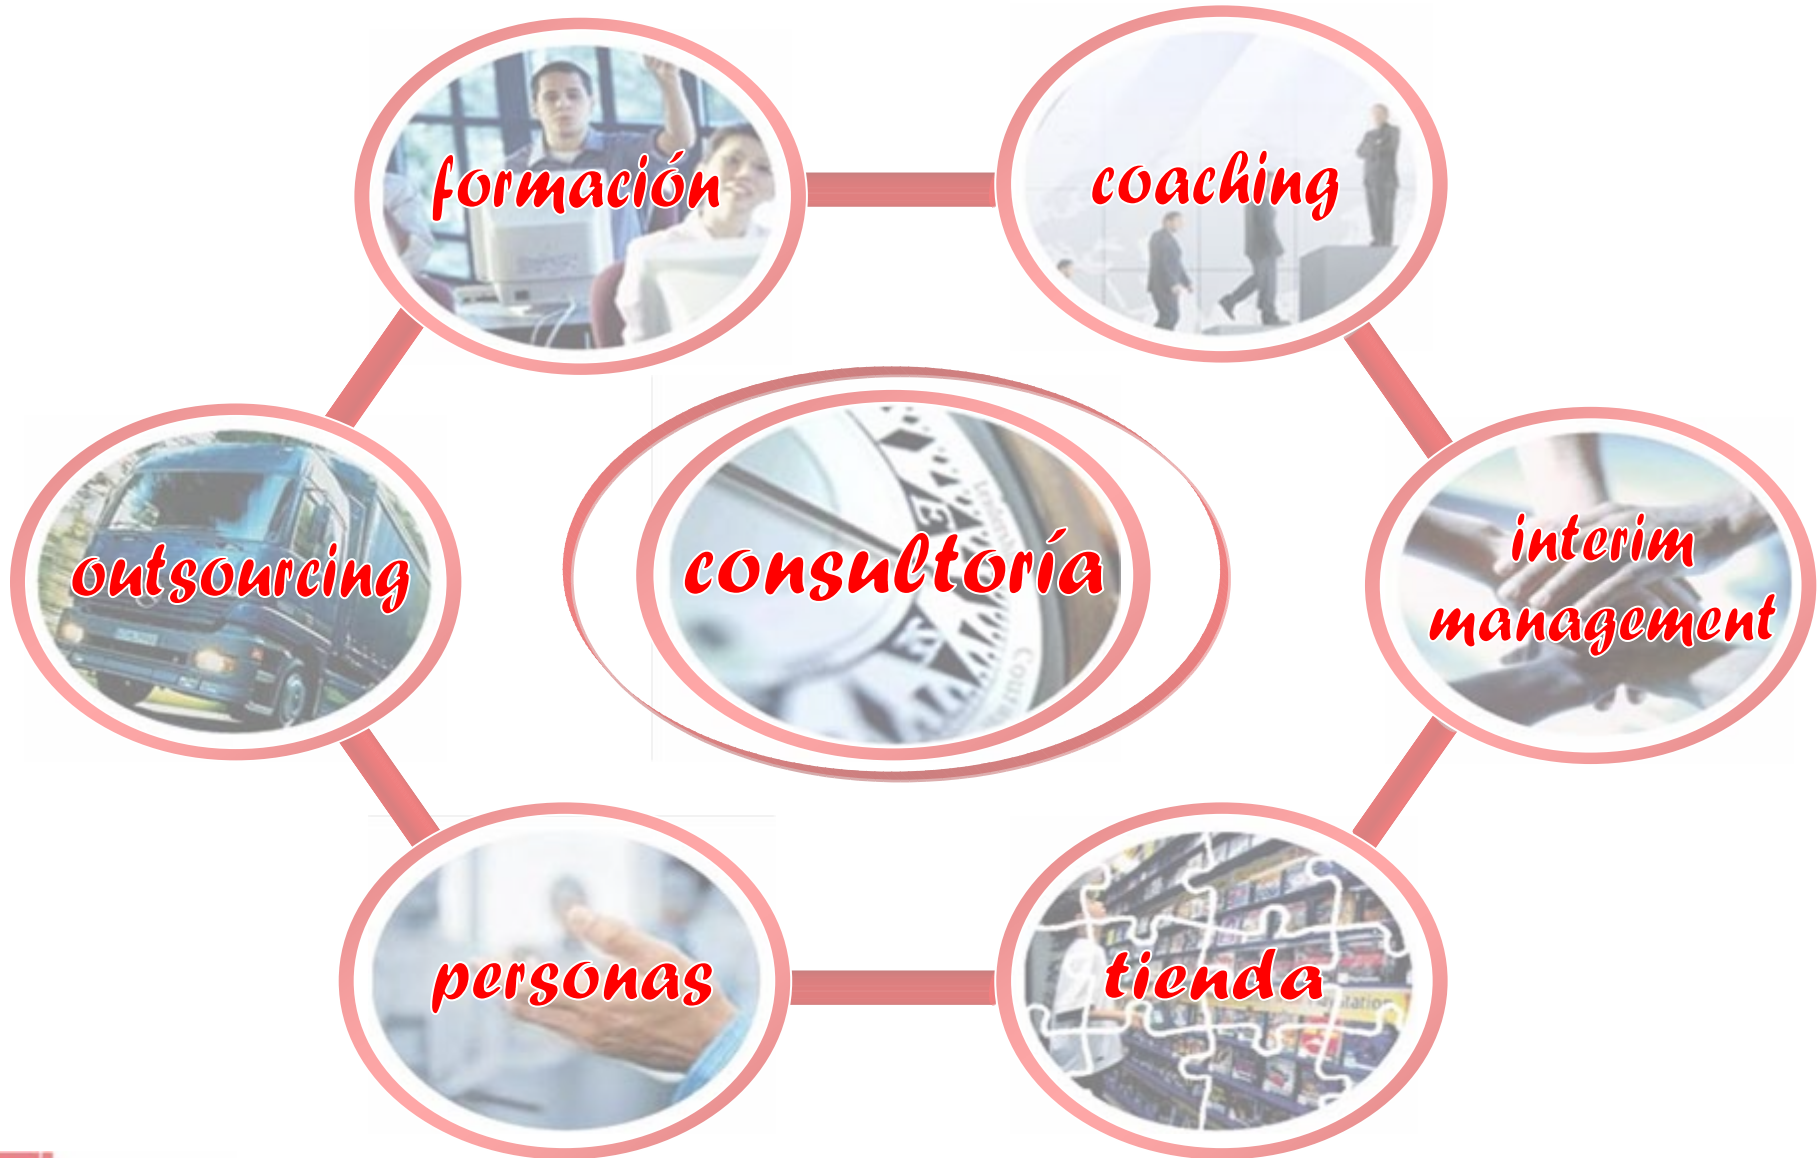 formación
coaching
outsourcing
consultoría
interim
management
personas
tienda